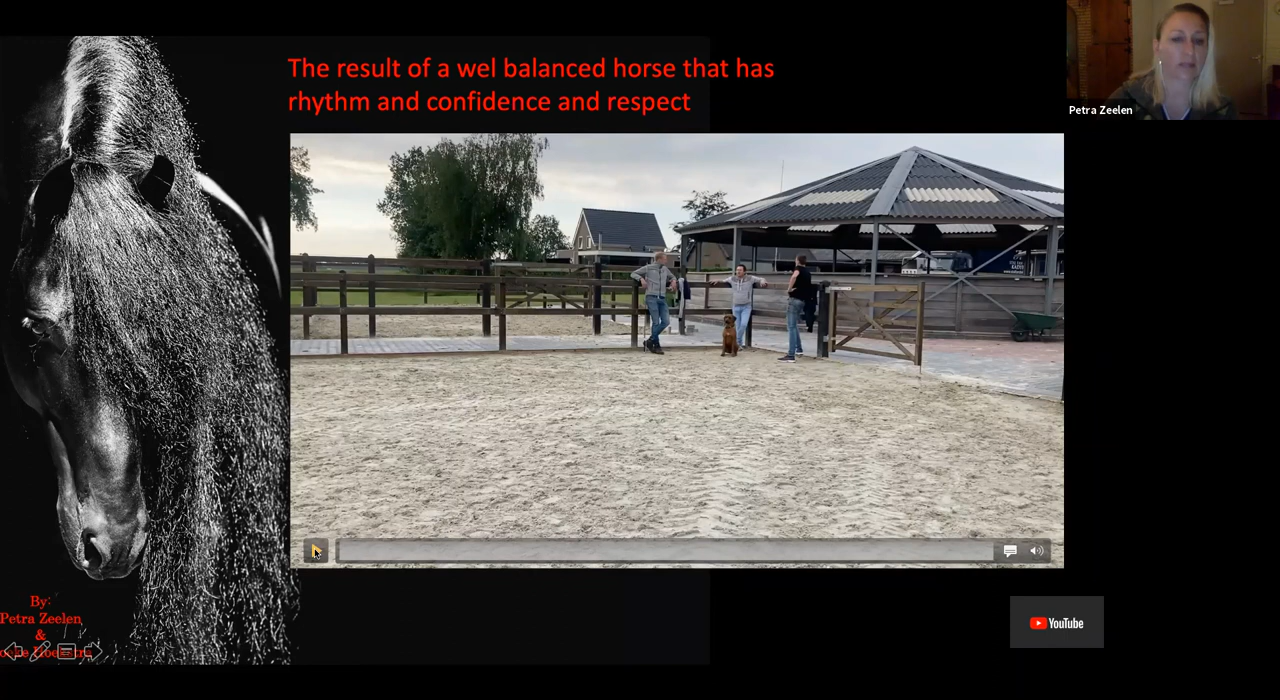 The result of a wel balanced horse that has
rhythm and confidence and respect
Petra Zeelen
By:
Petra Zeelen
&
YouTube